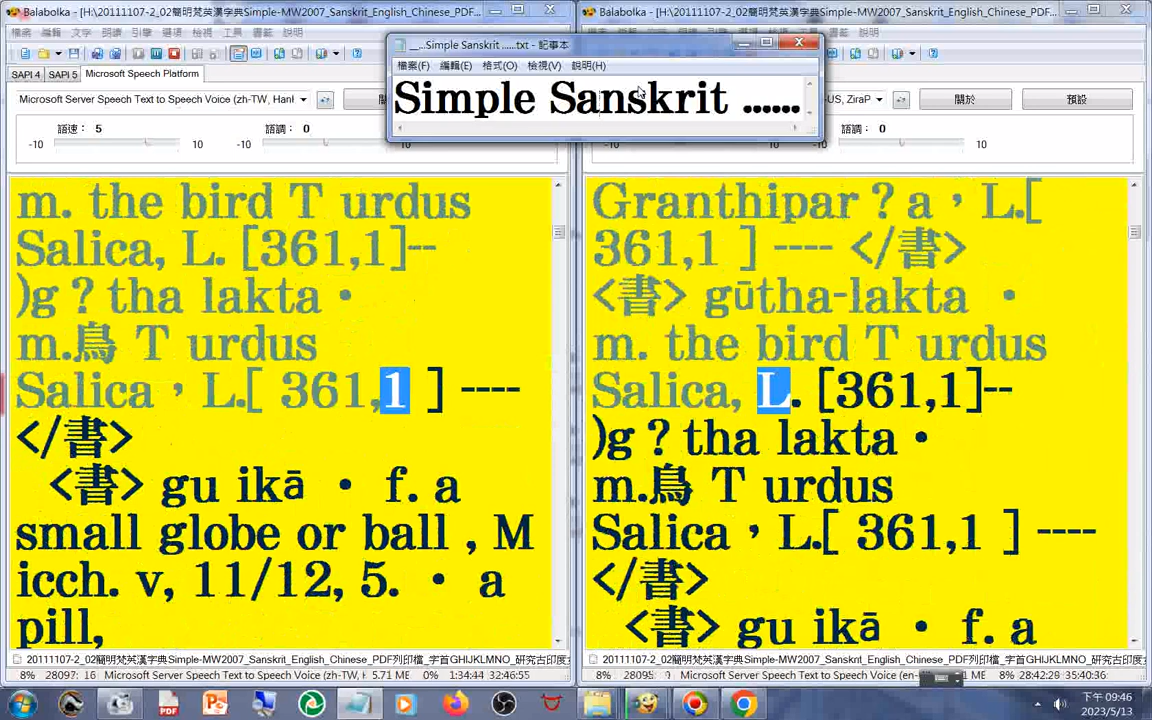 Balabolka - [H:\20111107-2_02簡明梵英漢字典Simple-MW2007_Sanskrit_English_Chinese_PDF...
Balabolka - [H:\20111107-2_02簡明梵英漢字典Simple-MW2007_Sanskrit_English_Chinese_PDF...
__...Simple Sanskrit ......txt - 記事本
檔案(F) 編輯(E) 格式(O) 檢視(V) 說明(H)
Simple Sanskrit ......
SAPI 4 SAPI 5 Microsoft Speech Platform
Microsoft Server Speech Text to Speech Voice (zh-TW, Han
-US, ZiraP 關於 預設
語速： 5 語調： 0
-10 10 -10
語調： 0
10
m. the bird T urdus
Salica, L. [361,1]--
)g ? tha lakta •
m.鳥 T urdus
Salica，L.[ 361,1 ] ----
</書>
<書> gu ikā • f. a
small globe or ball , M
icch. v, 11/12, 5. • a
pill,
Granthipar ? a，L.[
361,1 ] ---- </書>
<書> gūtha-lakta •
m. the bird T urdus
Salica, L. [361,1]--
)g ? tha lakta •
m.鳥 T urdus
Salica，L.[ 361,1 ] ----
</書>
<書> gu ikā • f. a
20111107-2_02簡明梵英漢字典Simple-MW2007_Sanskrit_English_Chinese_PDF列印檔_字首GHIJKLMNO_研究古印度
20111107-2_02簡明梵英漢字典Simple-MW2007_Sanskrit_English_Chinese_PDF列印檔_字首GHIJKLMNO_研究古印度
8% 28097: 16 Microsoft Server Speech Text to Speech Voice (zh-TW, 5.71 ME 0% 1:34:44 32:46:55
8% 28095: Microsoft Server Speech Text to Speech Voice 8% 28:42:29 35:40:36
下午 09:46
2023/5/13